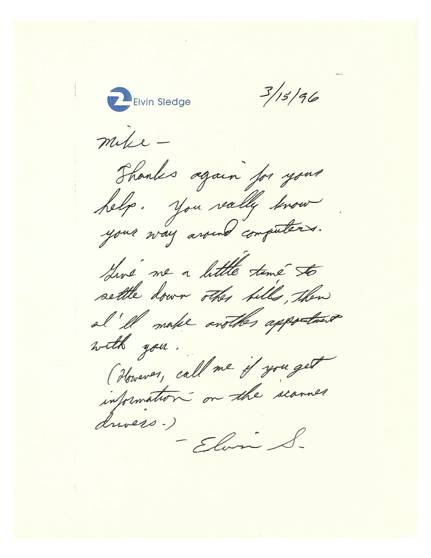 Elvin Sledge
3/15/96
Mike —
Thanks again for your
help. You really know
your way around computers.
Give me a little time to
settle down other bills, then
I'll make another appointment
with you.
(However, call me if you get
information on the scanner
drivers.)
- Elvin S.